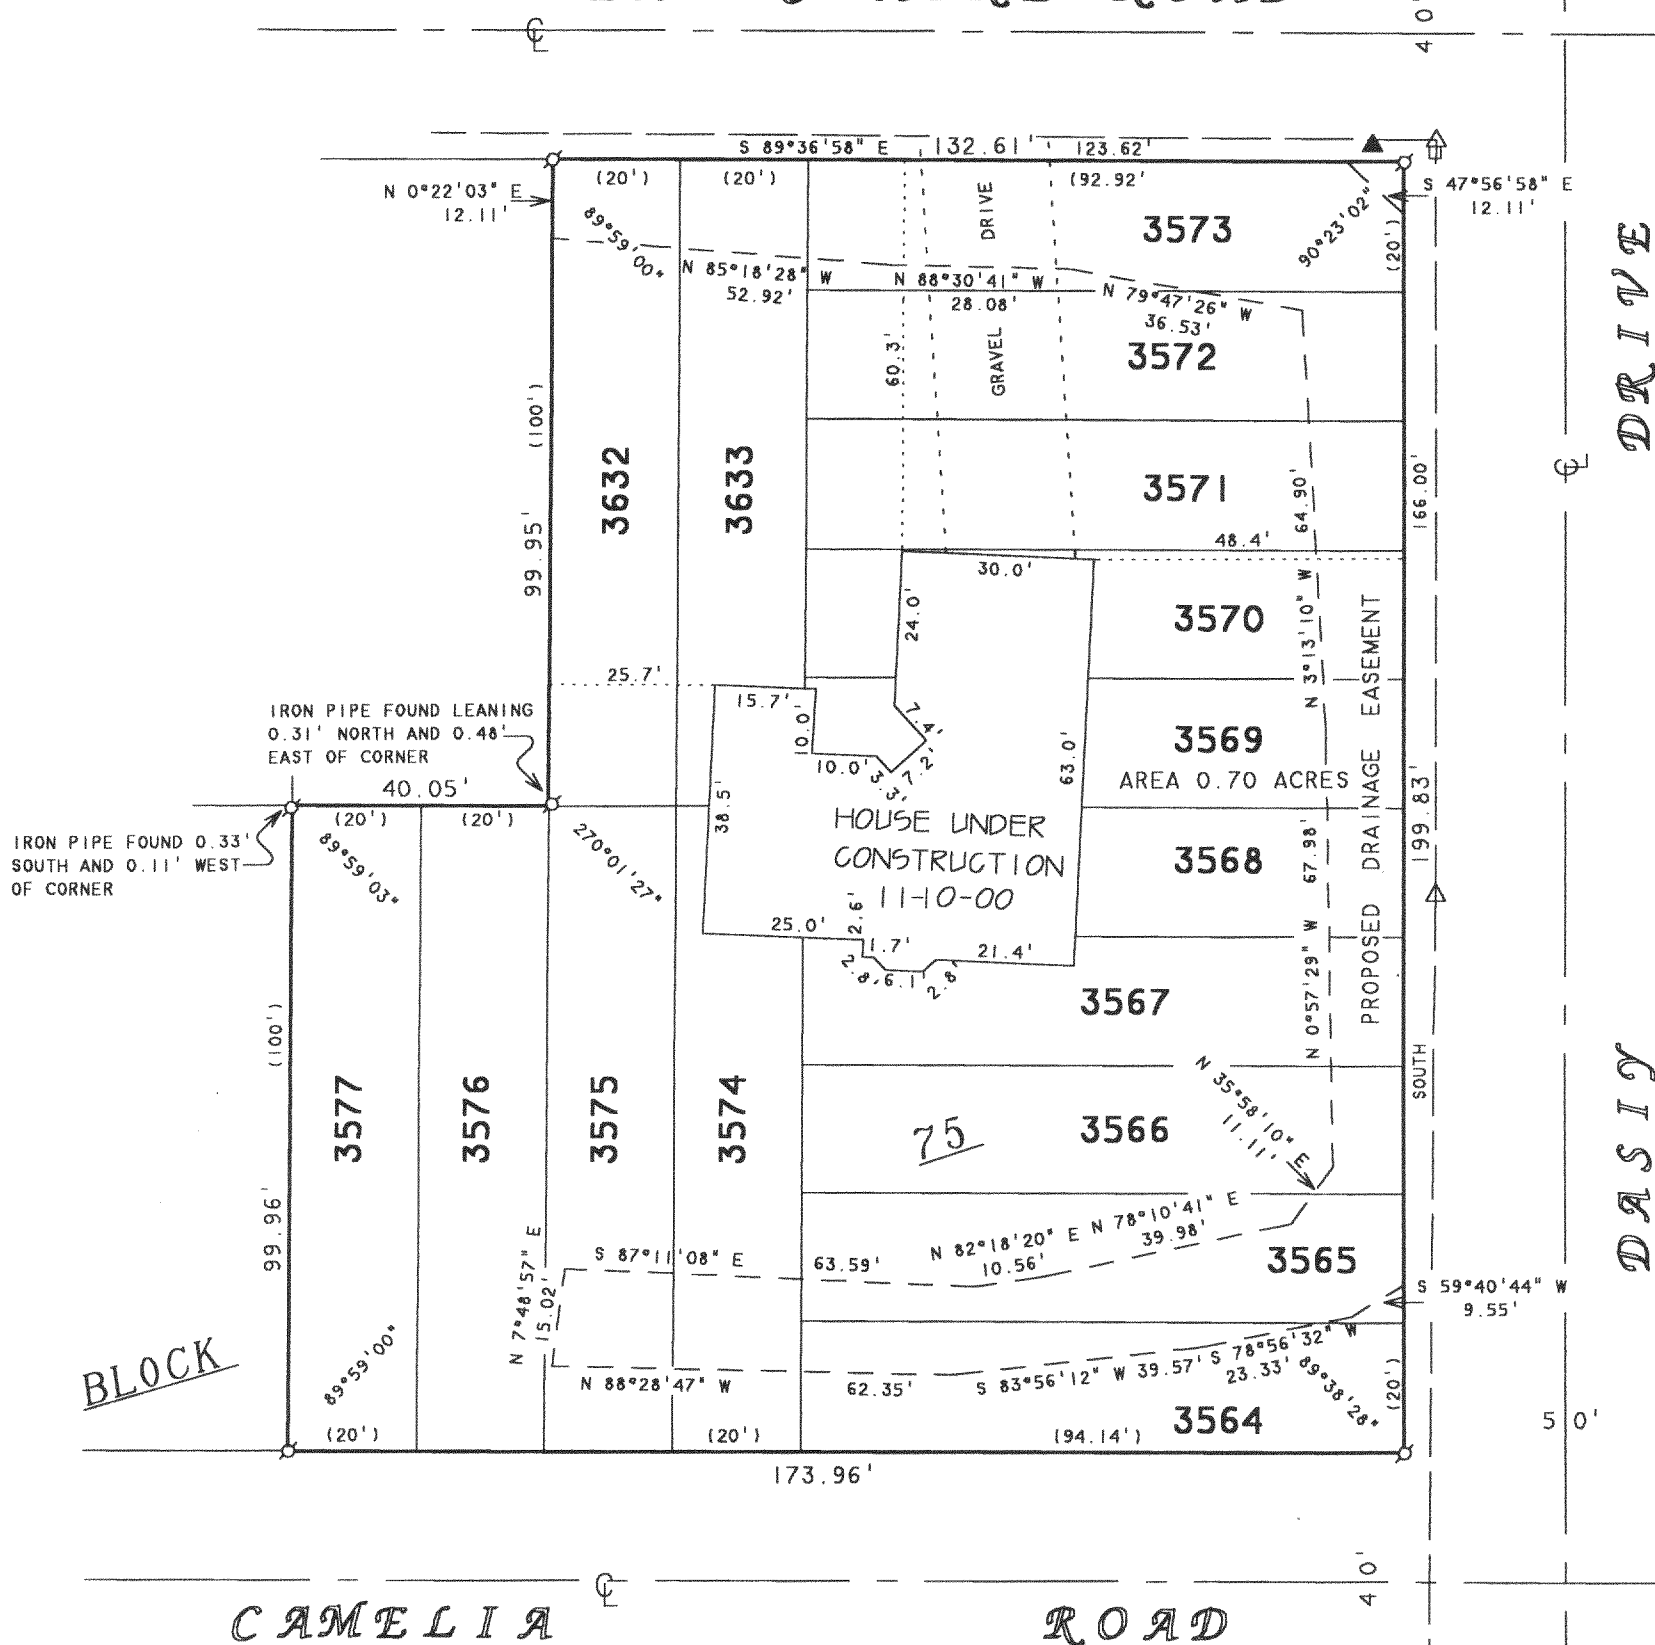 ROAD
40'
S 89°36'58" E 132.61' 123.62'
(20') (20') (92.92')
N 0°22'03" E
12.11'
S 47°56'58" E
12.11'
89°59'00"
DRIVE
3573
90°23'02"
(20')
N 85°18'28" W
52.92'
N 88°30'41" W
28.08'
N 79°47'26" W
36.53'
60.3'
GRAVEL
3572
DRIVE
(100')
3632
3633
3571
64.90'
166.00'
99.95'
48.4'
30.0'
24.0'
3570
N 3°13'10" W
PROPOSED DRAINAGE EASEMENT
25.7'
15.7'
10.0'
7.4'
7.2'
3.3'
10.0'
63.0'
3569
AREA 0.70 ACRES
IRON PIPE FOUND LEANING
0.31' NORTH AND 0.48'
EAST OF CORNER
40.05'
(20') (20')
38.5'
199.83'
IRON PIPE FOUND 0.33'
SOUTH AND 0.11' WEST
OF CORNER
89°59'03"
270°01'27"
HOUSE UNDER
CONSTRUCTION
11-10-00
3568
67.98'
25.0'
2.6'
1.7'
2.8'
6.1'
2.8'
21.4'
3567
N 0°57'29" W
SOUTH
(100')
3577
3576
3575
3574
75
3566
N 35°58'10" E
11.11'
DASIY
99.96'
N 7°48'57" E
15.02'
S 87°11'08" E
63.59'
N 82°18'20" E
10.56'
N 78°10'41" E
39.98'
3565
S 59°40'44" W
9.55'
BLOCK
89°59'00"
N 88°28'47" W
62.35'
S 83°56'12" W 39.57'
S 78°56'32" W
23.33'
89°38'28"
(20')
3564
50'
(20') (20') (94.14')
173.96'
40'
CAMELIA ROAD